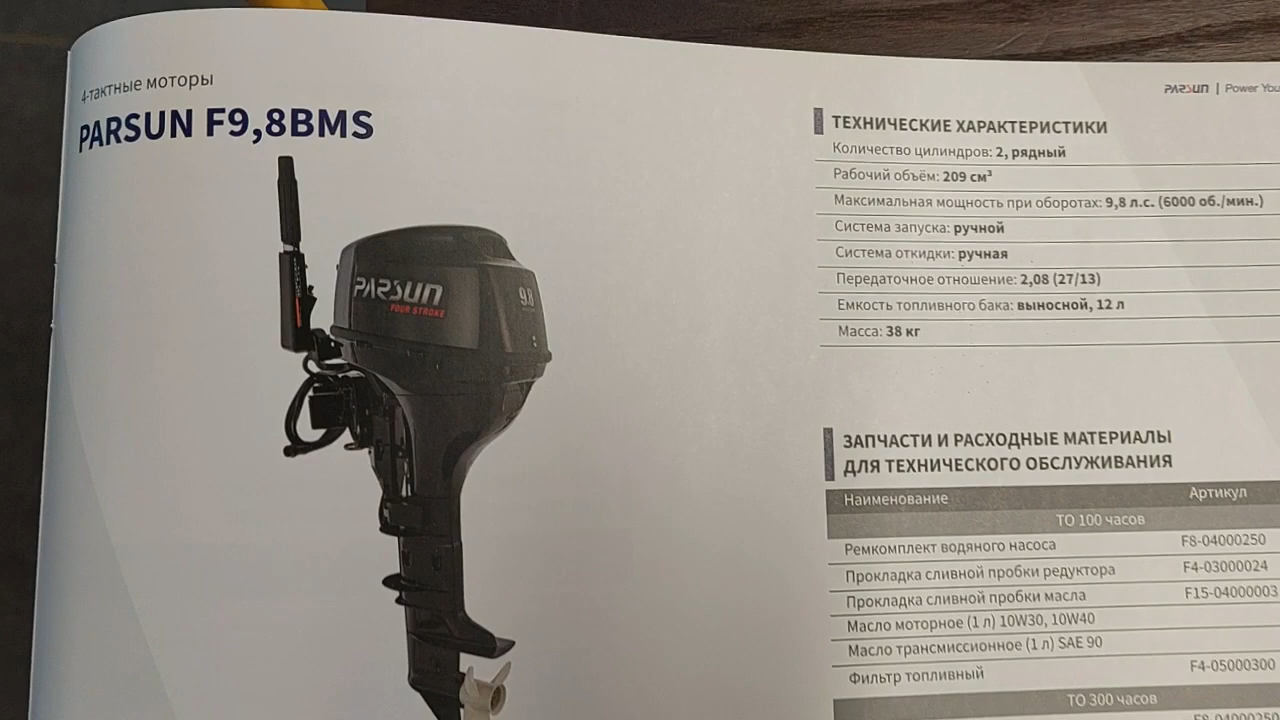 4-тактные моторы
PARSUN F9,8BMS
PARSUN
FOUR STROKE
9.8
PARSUN | Power You
ТЕХНИЧЕСКИЕ ХАРАКТЕРИСТИКИ
Количество цилиндров: 2, рядный
Рабочий объём: 209 см³
Максимальная мощность при оборотах: 9,8 л.с. (6000 об./мин.)
Система запуска: ручной
Система откидки: ручная
Передаточное отношение: 2,08 (27/13)
Емкость топливного бака: выносной, 12 л
Масса: 38 кг
ЗАПЧАСТИ И РАСХОДНЫЕ МАТЕРИАЛЫ
ДЛЯ ТЕХНИЧЕСКОГО ОБСЛУЖИВАНИЯ
Наименование Артикул
ТО 100 часов
Ремкомплект водяного насоса F8-04000250
Прокладка сливной пробки редуктора F4-03000024
Прокладка сливной пробки масла F15-04000003
Масло моторное (1 л) 10W30, 10W40
Масло трансмиссионное (1 л) SAE 90
Фильтр топливный F4-05000300
ТО 300 часов